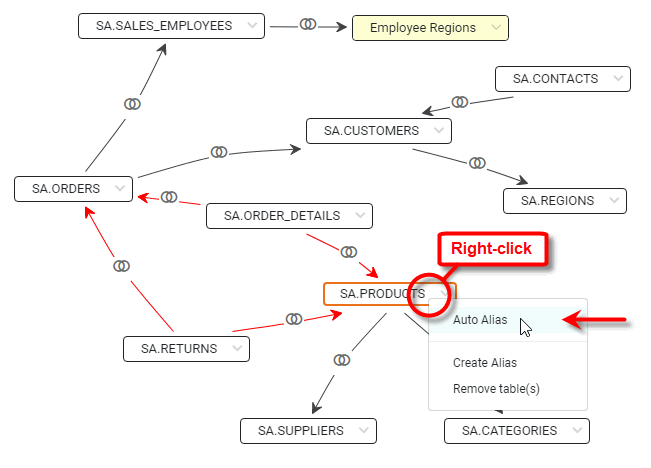 SA.SALES_EMPLOYEES
Employee Regions
SA.CONTACTS
SA.CUSTOMERS
SA.ORDERS
SA.REGIONS
SA.ORDER_DETAILS
Right-click
SA.PRODUCTS
Auto Alias
SA.RETURNS
Create Alias
Remove table(s)
SA.SUPPLIERS
SA.CATEGORIES